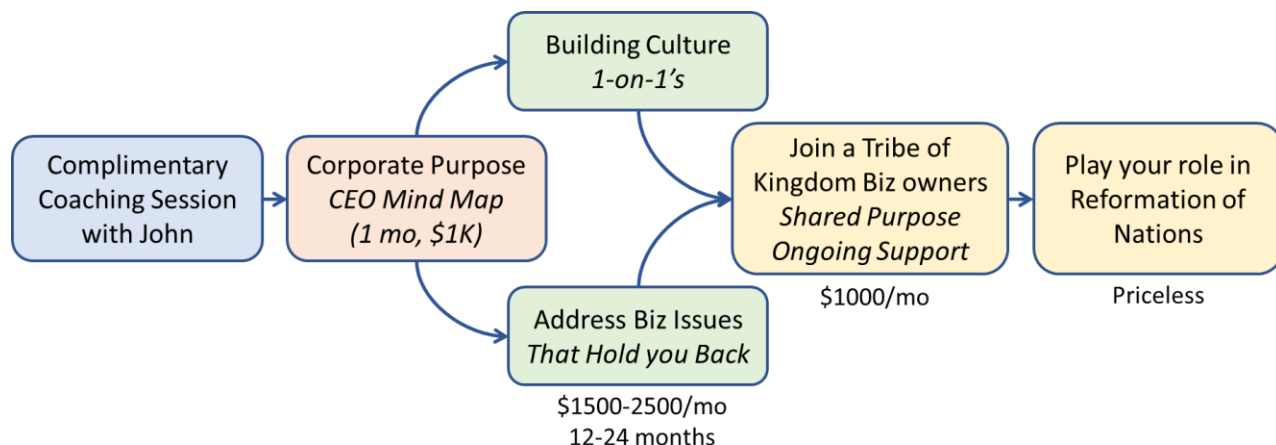 Complimentary
Coaching Session
with John
Corporate Purpose
CEO Mind Map
(1 mo, $1K)
Building Culture
1-on-1’s
Address Biz Issues
That Hold you Back
$1500-2500/mo
12-24 months
Join a Tribe of
Kingdom Biz owners
Shared Purpose
Ongoing Support
$1000/mo
Play your role in
Reformation of
Nations
Priceless